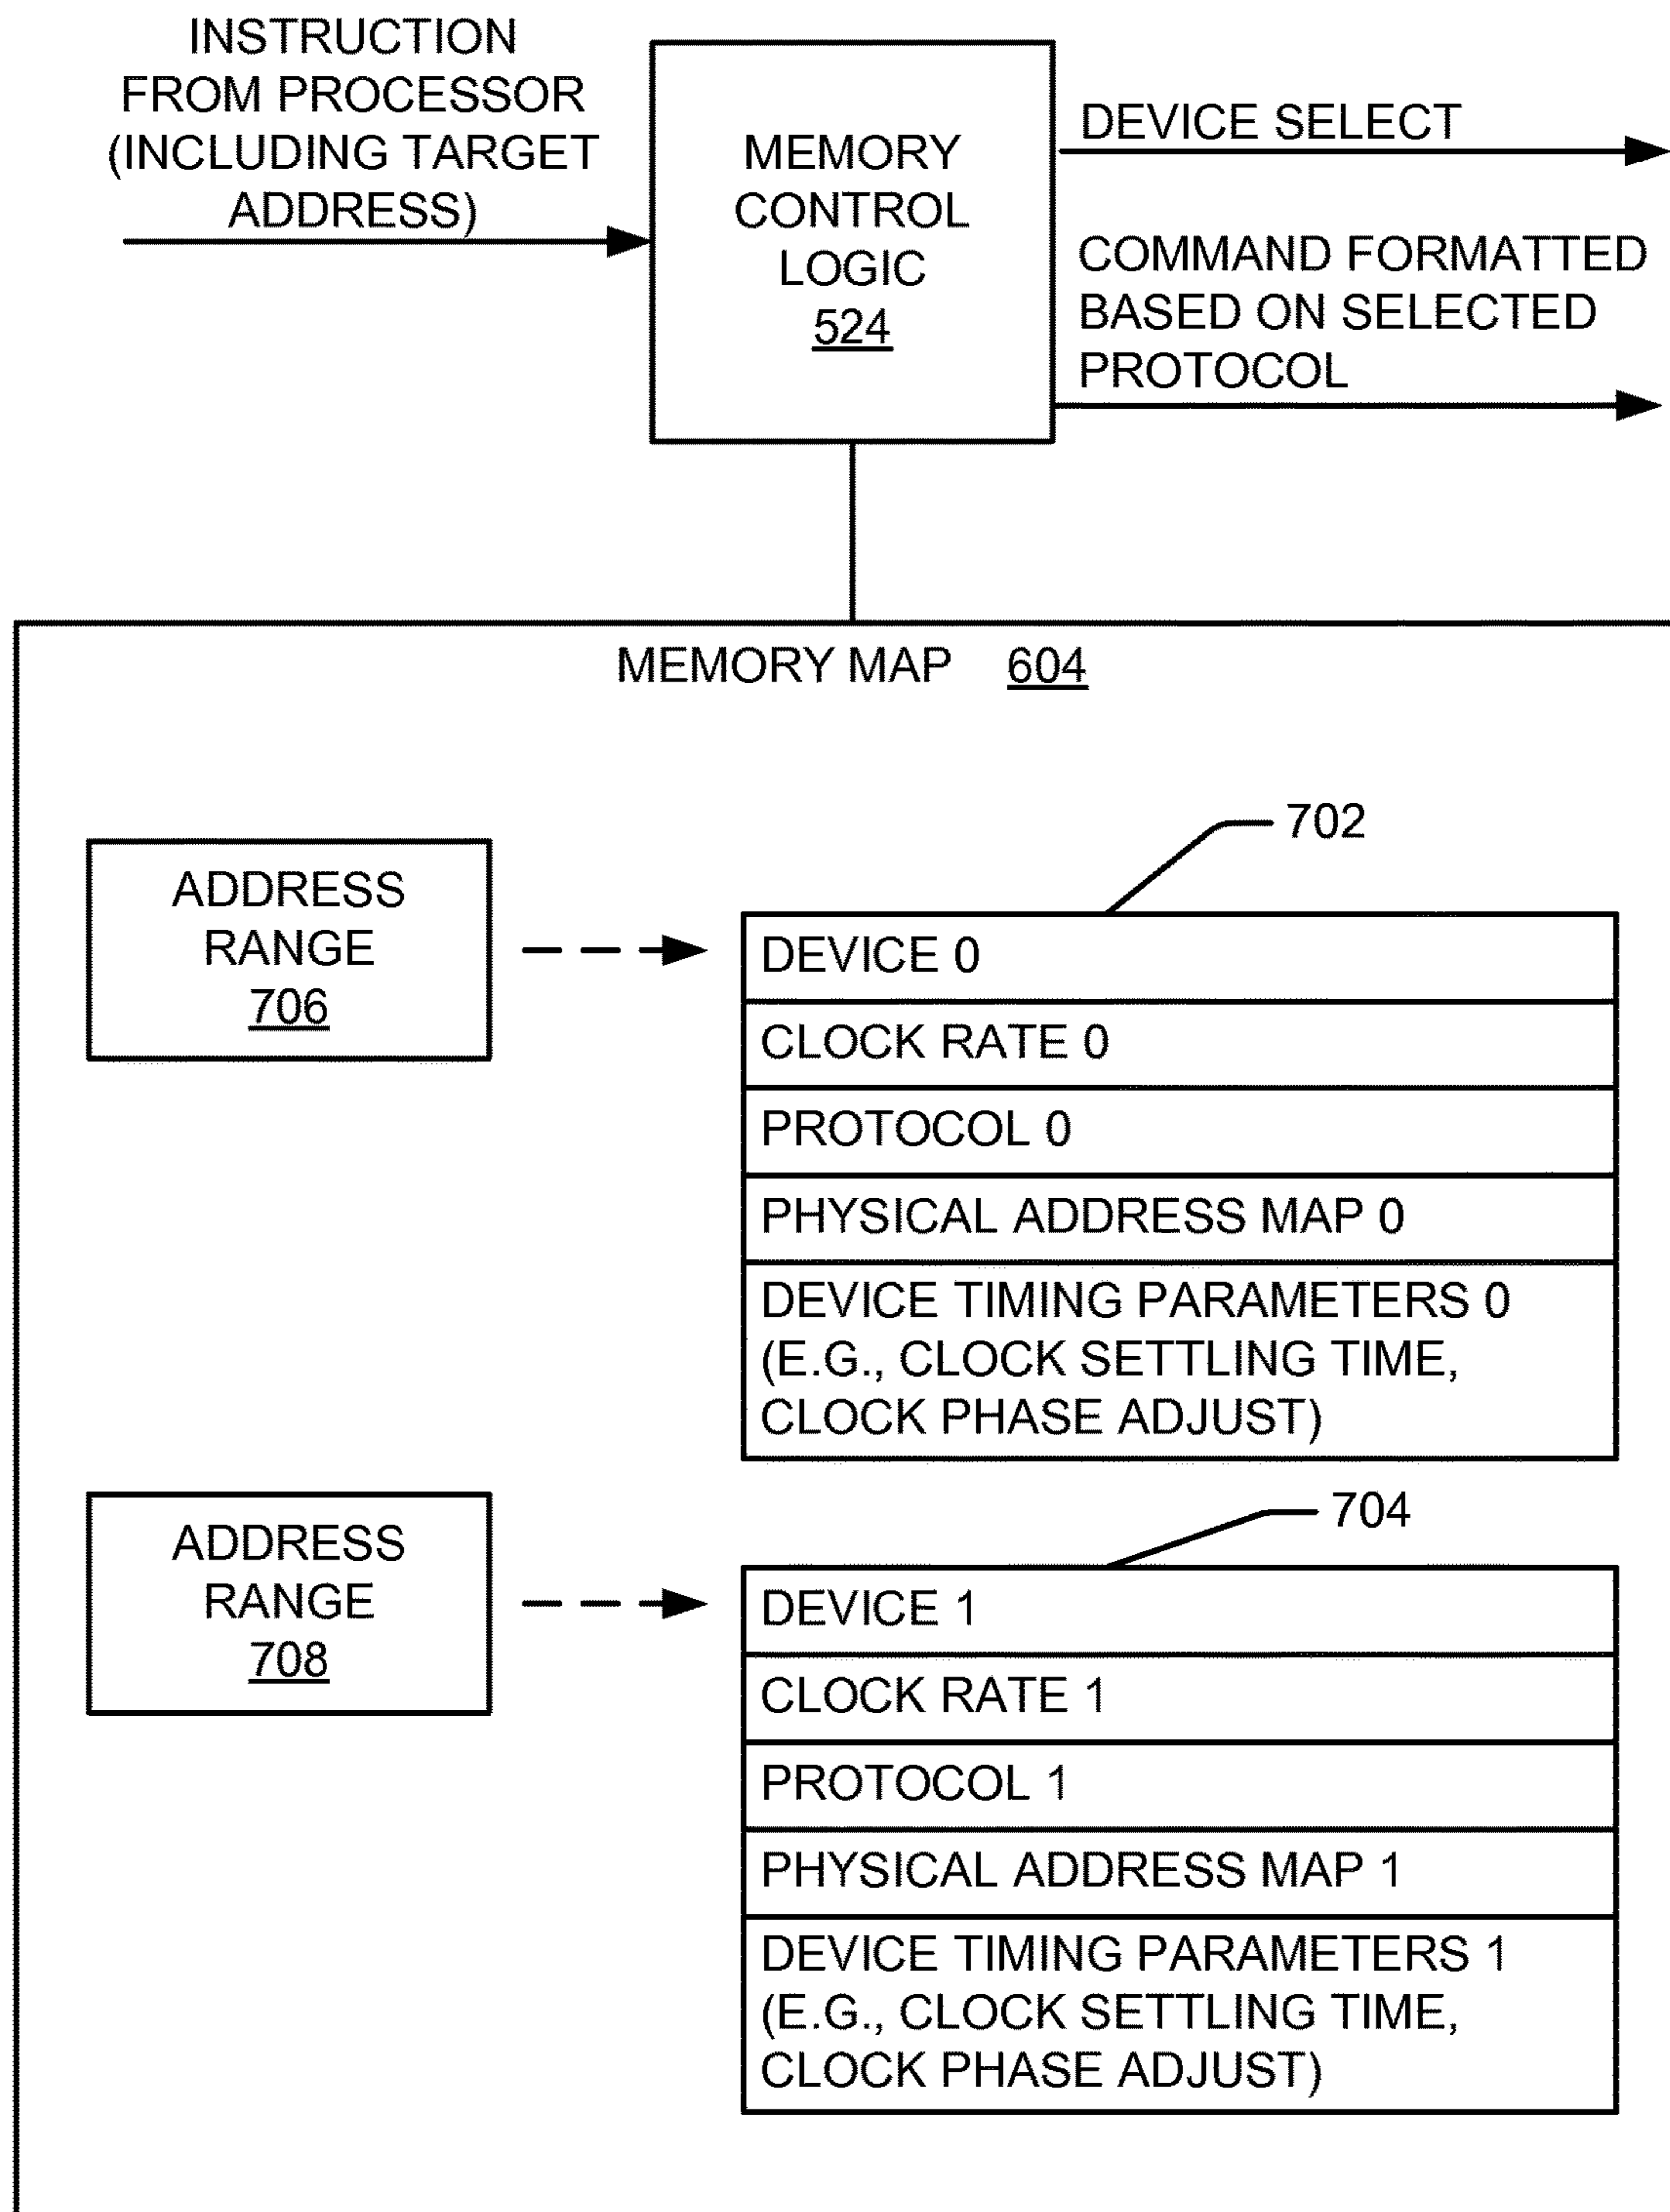 INSTRUCTION
FROM PROCESSOR
(INCLUDING TARGET
ADDRESS)
MEMORY
CONTROL
LOGIC
524
DEVICE SELECT
COMMAND FORMATTED
BASED ON SELECTED
PROTOCOL
MEMORY MAP 604
ADDRESS
RANGE
706
702
DEVICE 0
CLOCK RATE 0
PROTOCOL 0
PHYSICAL ADDRESS MAP 0
DEVICE TIMING PARAMETERS 0
(E.G., CLOCK SETTLING TIME,
CLOCK PHASE ADJUST)
ADDRESS
RANGE
708
704
DEVICE 1
CLOCK RATE 1
PROTOCOL 1
PHYSICAL ADDRESS MAP 1
DEVICE TIMING PARAMETERS 1
(E.G., CLOCK SETTLING TIME,
CLOCK PHASE ADJUST)